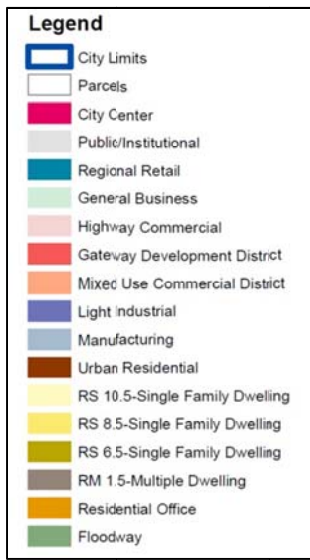 Legend
City Limits
Parcels
City Center
Public/Institutional
Regional Retail
General Business
Highway Commercial
Gateway Development District
Mixed Use Commercial District
Light Industrial
Manufacturing
Urban Residential
RS 10.5-Single Family Dwelling
RS 8.5-Single Family Dwelling
RS 6.5-Single Family Dwelling
RM 1.5-Multiple Dwelling
Residential Office
Floodway